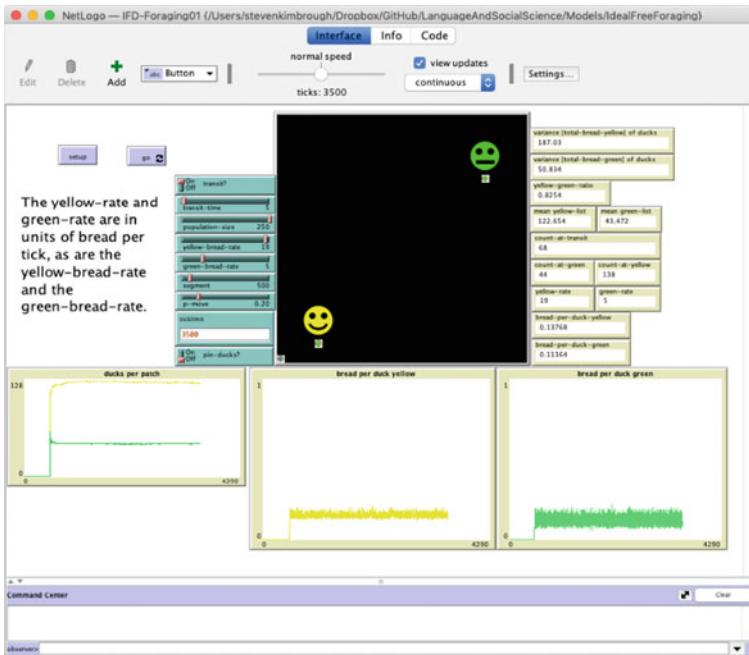 NetLogo — IFD-Foraging01 {/Users/stevenkimbrough/Dropbox/GitHub/LanguageAndSocialScience/Models/IdealFreeForaging}
Interface Info Code
normal speed
view updates
Edit Delete Add abc Button
continuous
Settings...
ticks: 3500
setup
go
The yellow-rate and
green-rate are in
units of bread per
tick, as are the
yellow-bread-rate
and the
green-bread-rate.
On
Off
transit?
transit-time 5
population-size 250
yellow-bread-rate 19
green-bread-rate 5
segment 500
p-move 0.20
3500
On
Off
pin-ducks?
variance [total-bread-yellow] of ducks
187.03
variance [total-bread-green] of ducks
50.834
yellow-green-ratio
0.8254
mean yellow-list mean green-list
122.654 43.472
count-at-transit
68
count-at-green count-at-yellow
44 138
yellow-rate green-rate
19 5
bread-per-duck-yellow
0.13768
bread-per-duck-green
0.11364
ducks per patch
128
0
0 4290
bread per duck yellow
1
0
0 4290
bread per duck green
1
0
0 4290
Command Center
Clear
observer>